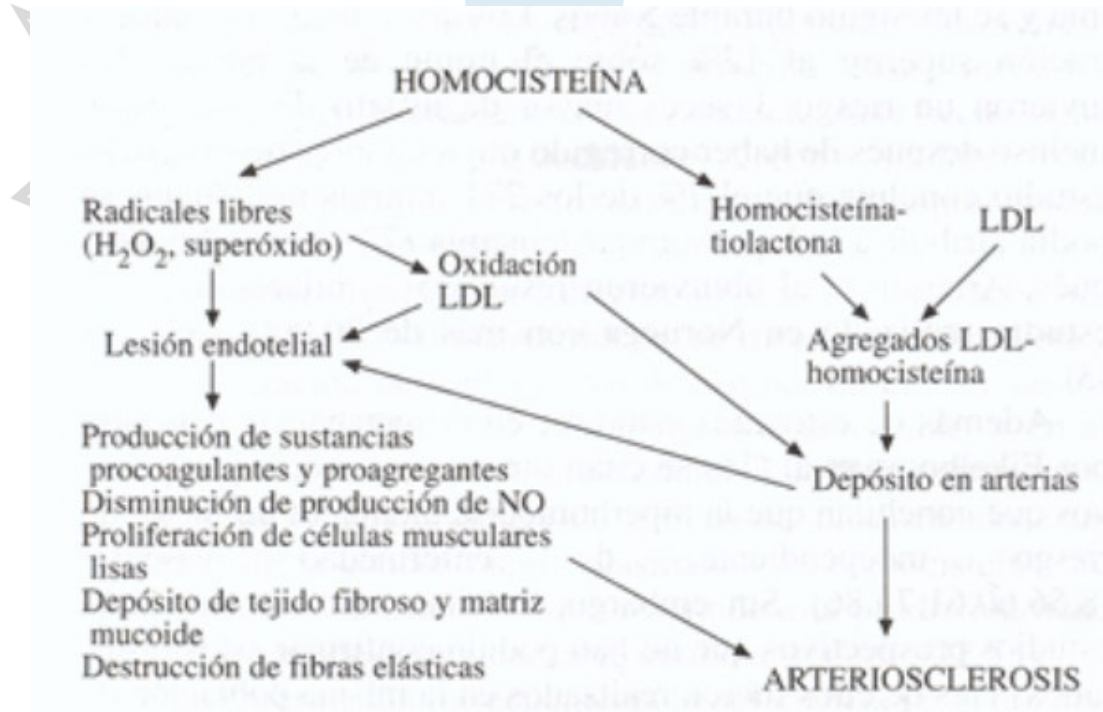 HOMOCISTEÍNA
Radicales libres
(H₂O₂, superóxido)
Homocisteína-
tiolactona
LDL
Oxidación
LDL
Lesión endotelial
Agregados LDL-
homocisteína
Producción de sustancias
procoagulantes y proagregantes
Disminución de producción de NO
Proliferación de células musculares
lisas
Depósito de tejido fibroso y matriz
mucoide
Destrucción de fibras elásticas
Depósito en arterias
ARTERIOSCLEROSIS